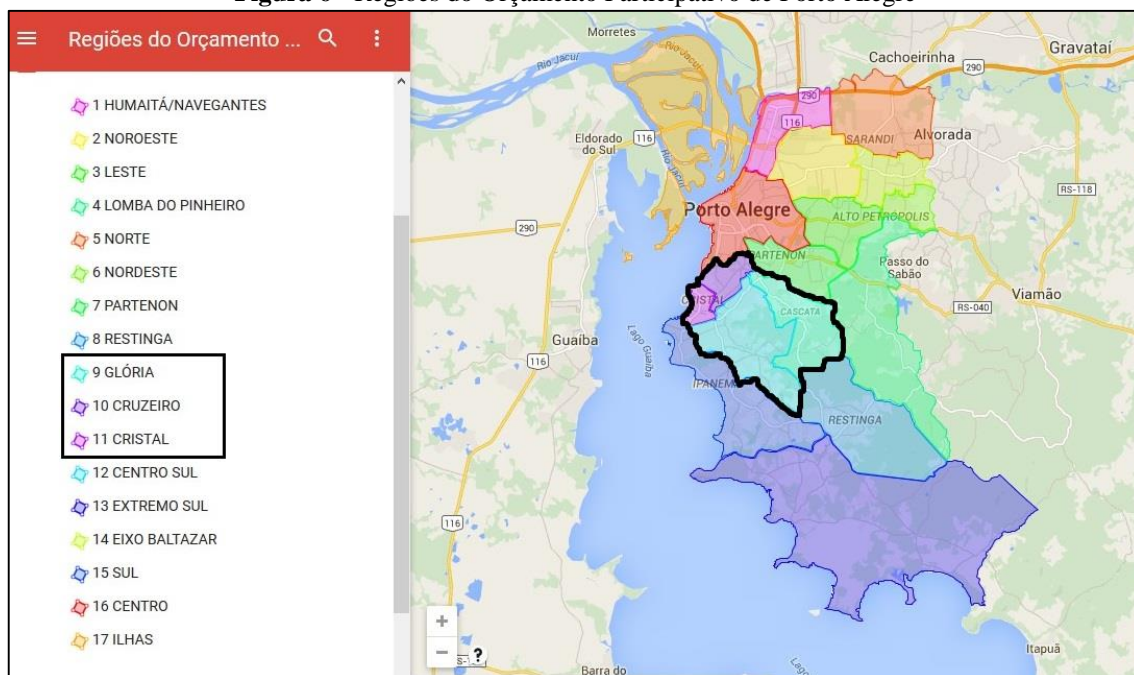 Figura 6 - Regiões do Orçamento Participativo de Porto Alegre
Regiões do Orçamento ...
1 HUMAITÁ/NAVEGANTES
2 NOROESTE
3 LESTE
4 LOMBA DO PINHEIRO
5 NORTE
6 NORDESTE
7 PARTENON
8 RESTINGA
9 GLÓRIA
10 CRUZEIRO
11 CRISTAL
12 CENTRO SUL
13 EXTREMO SUL
14 EIXO BALTAZAR
15 SUL
16 CENTRO
17 ILHAS
Morretes
Rio Jacuí
Rio Jacuí
Cachoeirinha
290
Gravataí
290
116
Eldorado
do Sul
116
SARANDI
Alvorada
Rio Jacuí
RS-118
Porto Alegre
ALTO PETRÓPOLIS
290
PARTENON
Passo do
Sabão
Viamão
CRISTAL
CASCATA
RS-040
Guaíba
Lago Guaíba
116
IPANEMA
RESTINGA
116
+
−
?
Itapuã
Barra do